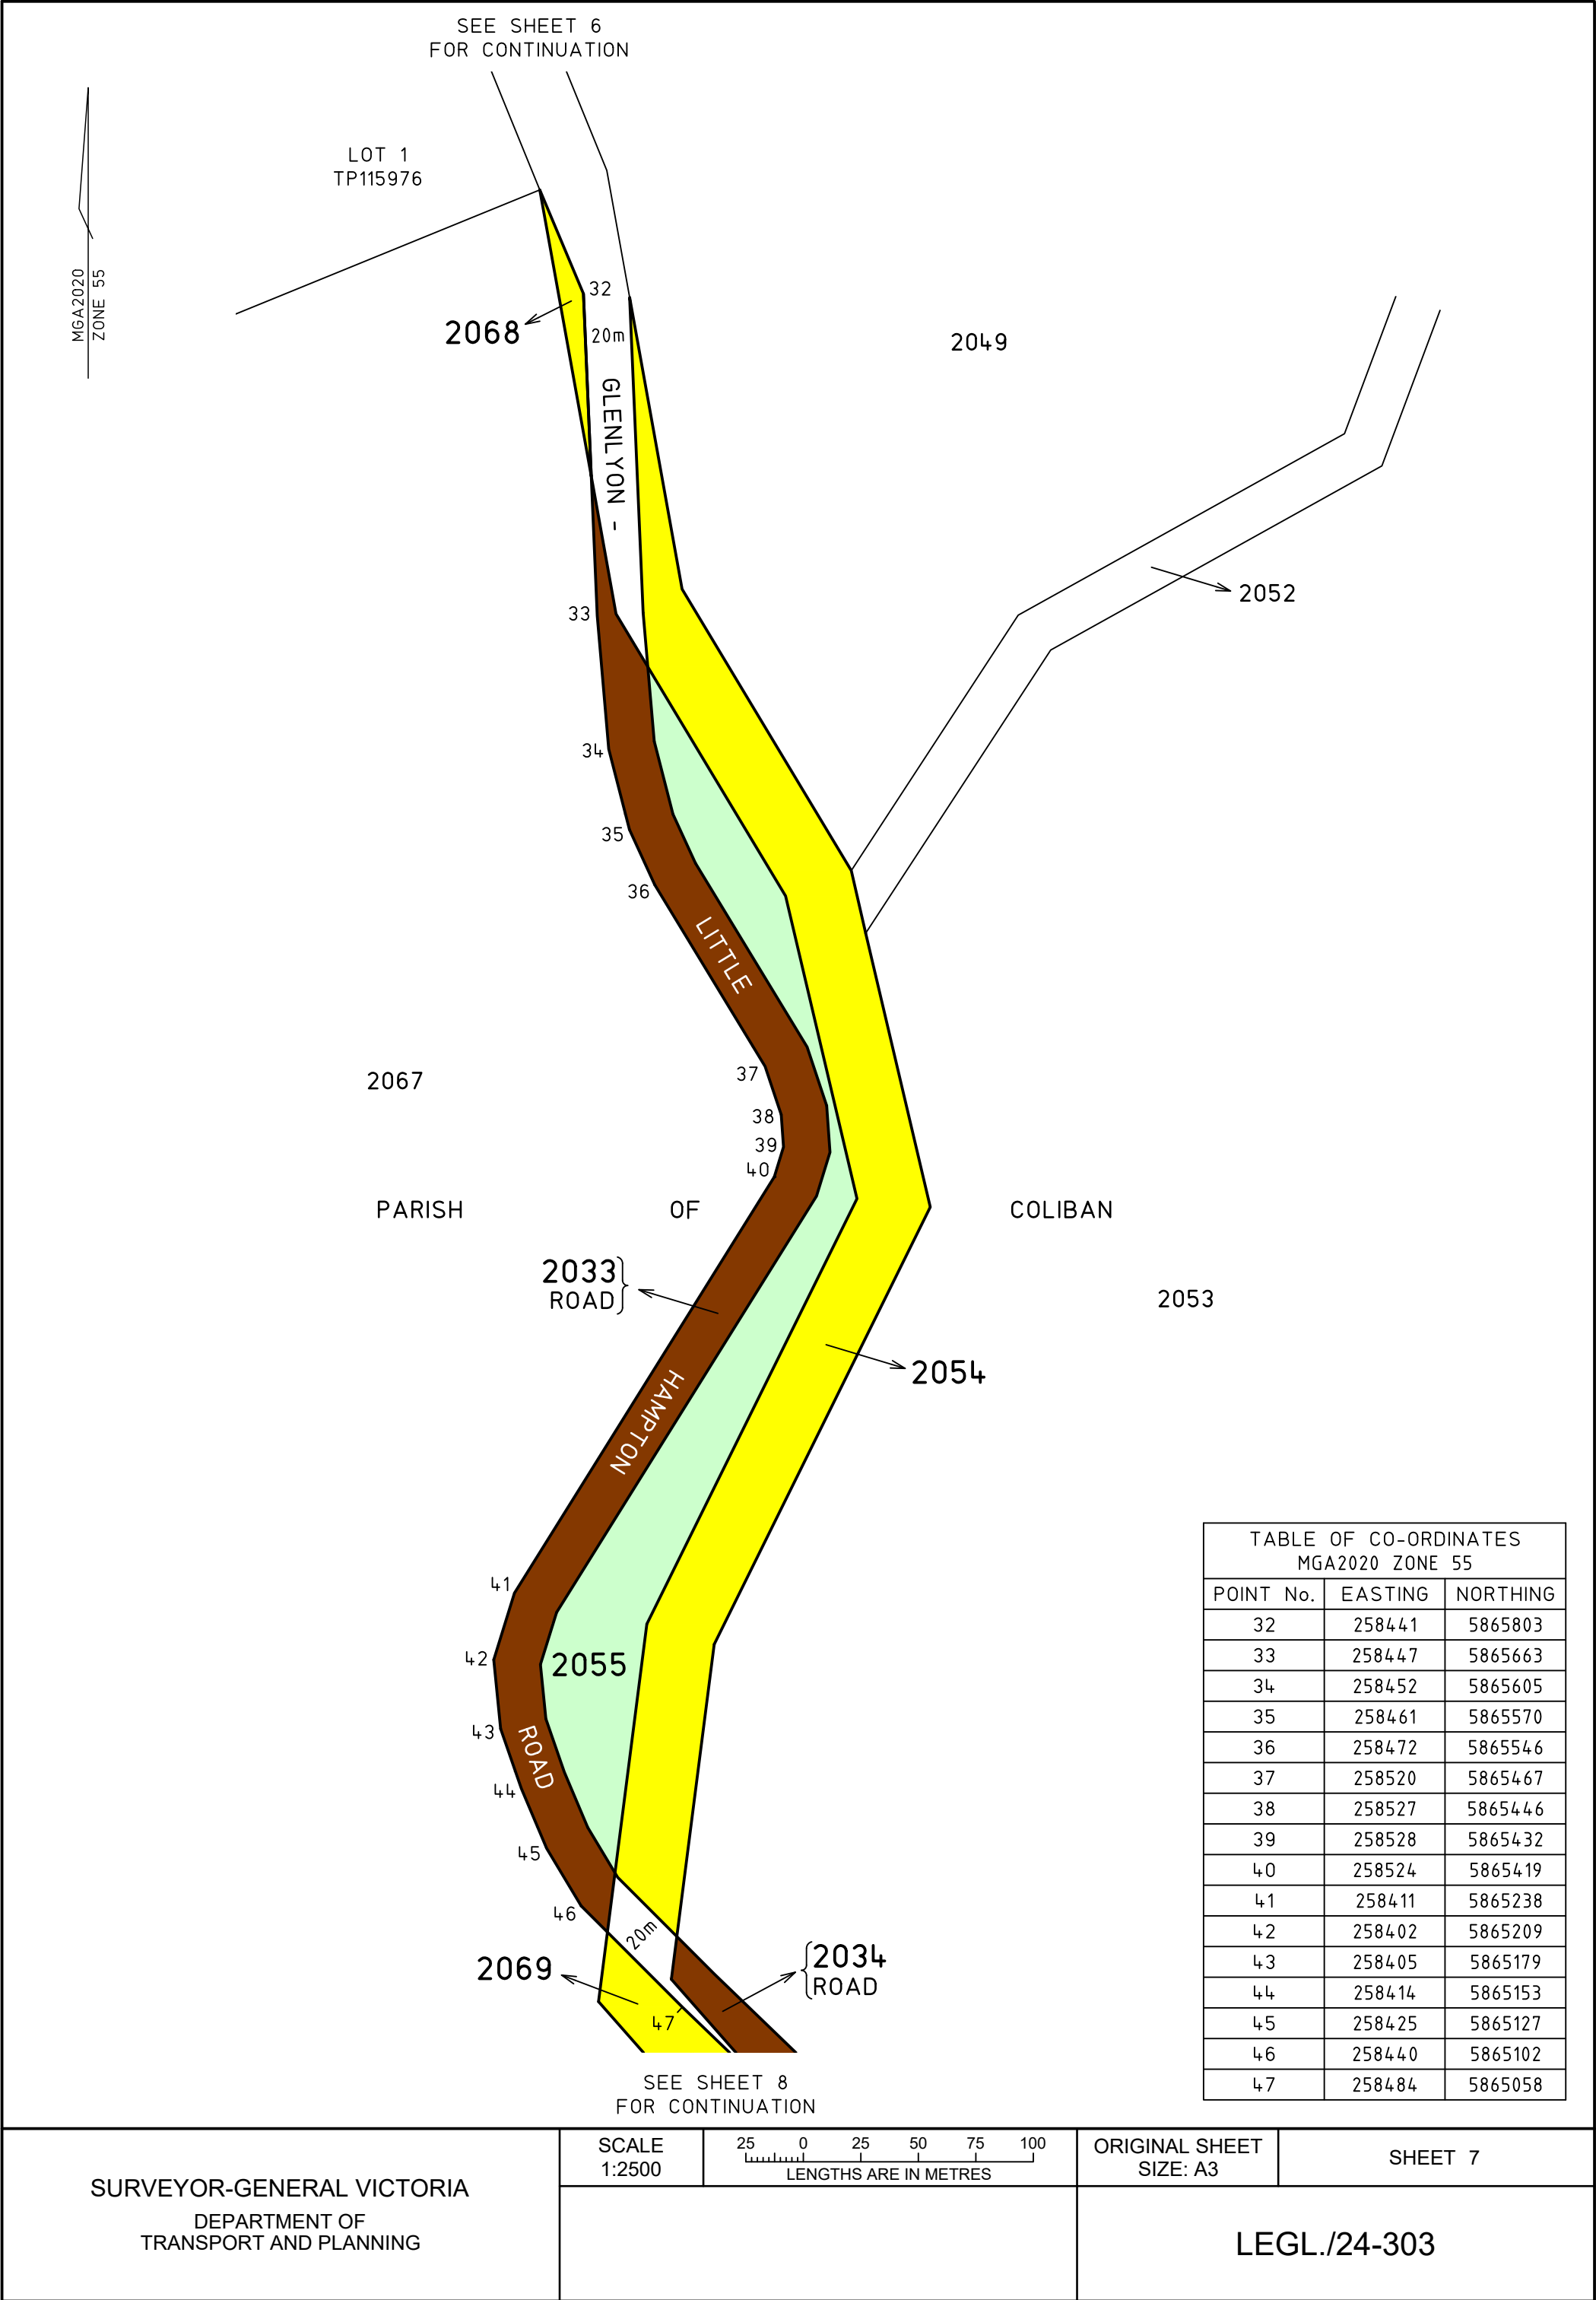 SEE SHEET 6
FOR CONTINUATION
LOT 1
TP115976
MGA2020
ZONE 55
32
2068
20m
2049
GLENLYON -
2052
33
34
35
36
LITTLE
2067
37
38
39
40
PARISH OF COLIBAN
2033
ROAD
2053
2054
HAMPTON
41
42
2055
43
ROAD
44
45
46
20m
2069
2034
ROAD
47
SEE SHEET 8
FOR CONTINUATION
TABLE OF CO-ORDINATES
MGA2020 ZONE 55
POINT No. EASTING NORTHING
32 258441 5865803
33 258447 5865663
34 258452 5865605
35 258461 5865570
36 258472 5865546
37 258520 5865467
38 258527 5865446
39 258528 5865432
40 258524 5865419
41 258411 5865238
42 258402 5865209
43 258405 5865179
44 258414 5865153
45 258425 5865127
46 258440 5865102
47 258484 5865058
SURVEYOR-GENERAL VICTORIA
DEPARTMENT OF
TRANSPORT AND PLANNING
SCALE
1:2500
25 0 25 50 75 100
LENGTHS ARE IN METRES
ORIGINAL SHEET
SIZE: A3
SHEET 7
LEGL./24-303